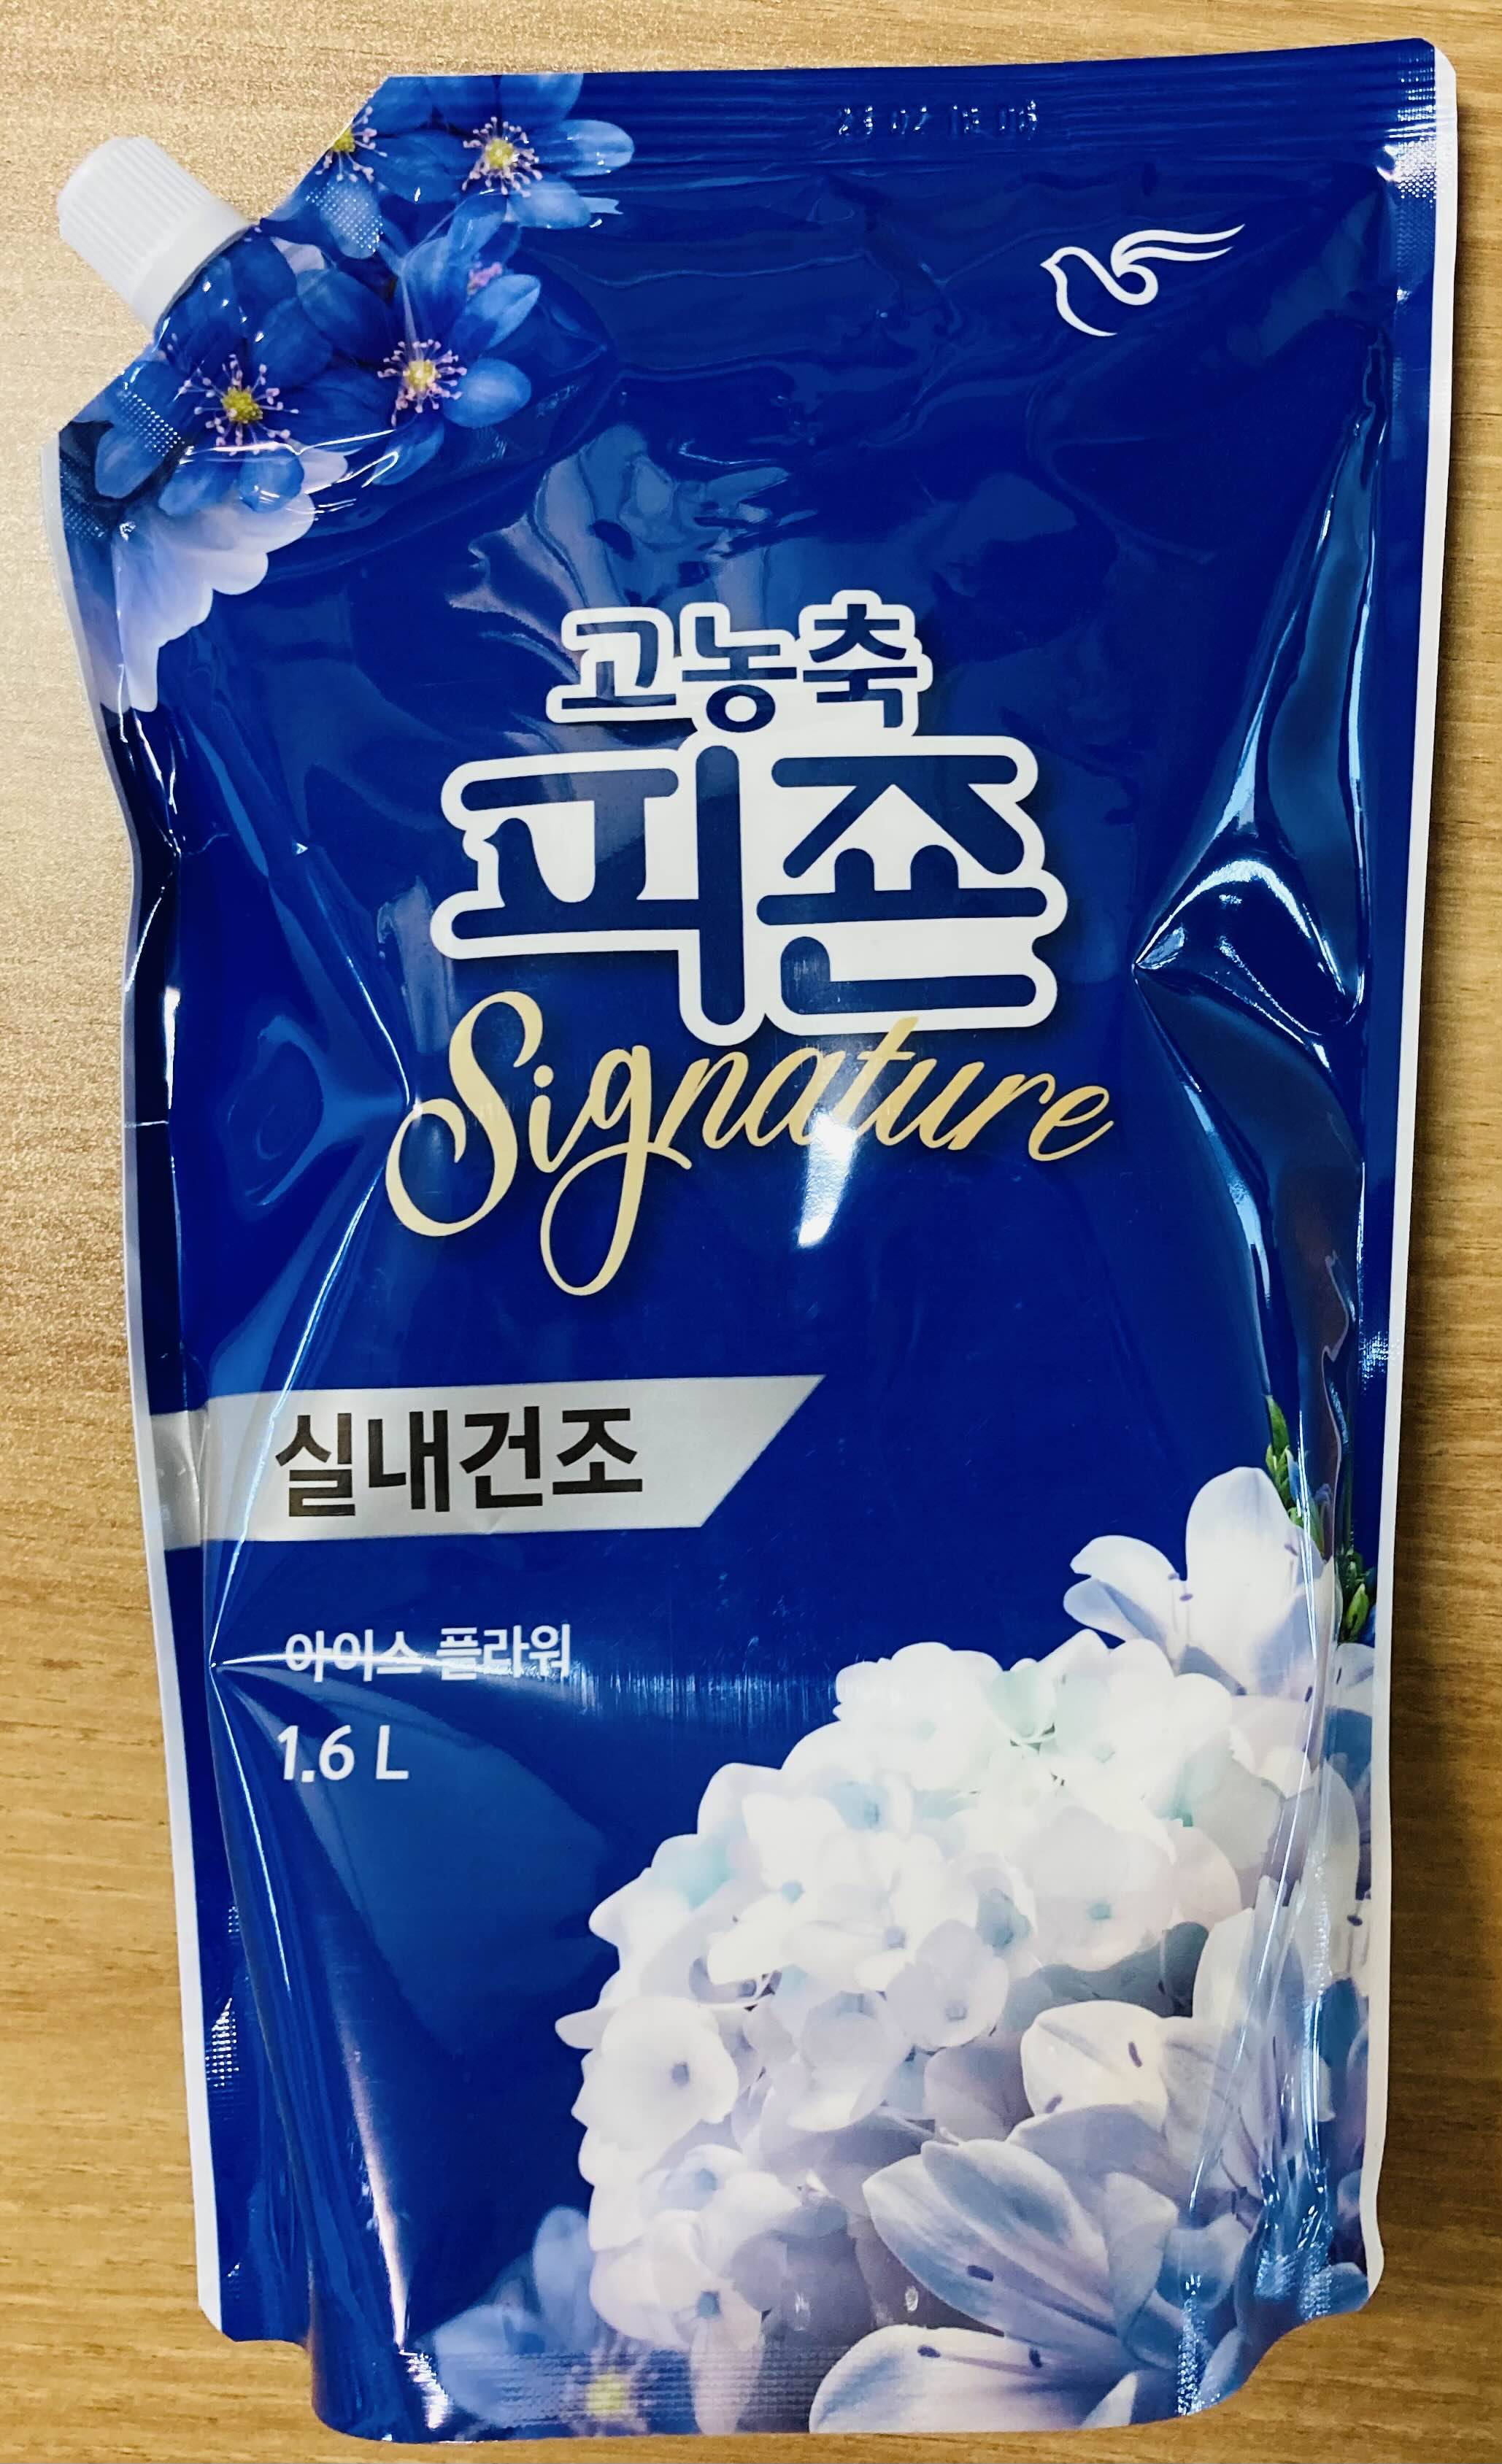 고농축
피죤
Signature
실내건조
아이스 플라워
1.6 L